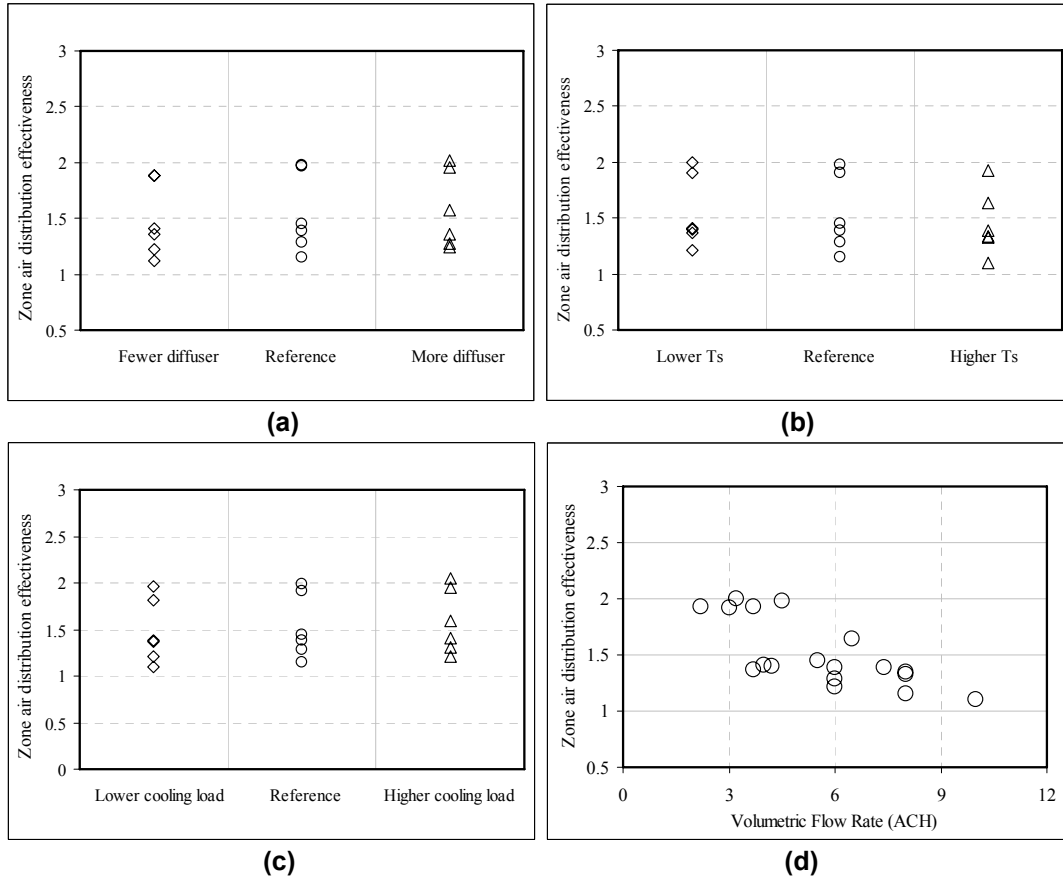 Zone air distribution effectiveness
3
2.5
2
1.5
1
0.5
Fewer diffuser Reference More diffuser
(a)
Zone air distribution effectiveness
3
2.5
2
1.5
1
0.5
Lower Ts Reference Higher Ts
(b)
Zone air distribution effectiveness
3
2.5
2
1.5
1
0.5
0
Lower cooling load Reference Higher cooling load
(c)
Zone air distribution effectiveness
3
2.5
2
1.5
1
0.5
0 3 6 9 12
Volumetric Flow Rate (ACH)
(d)